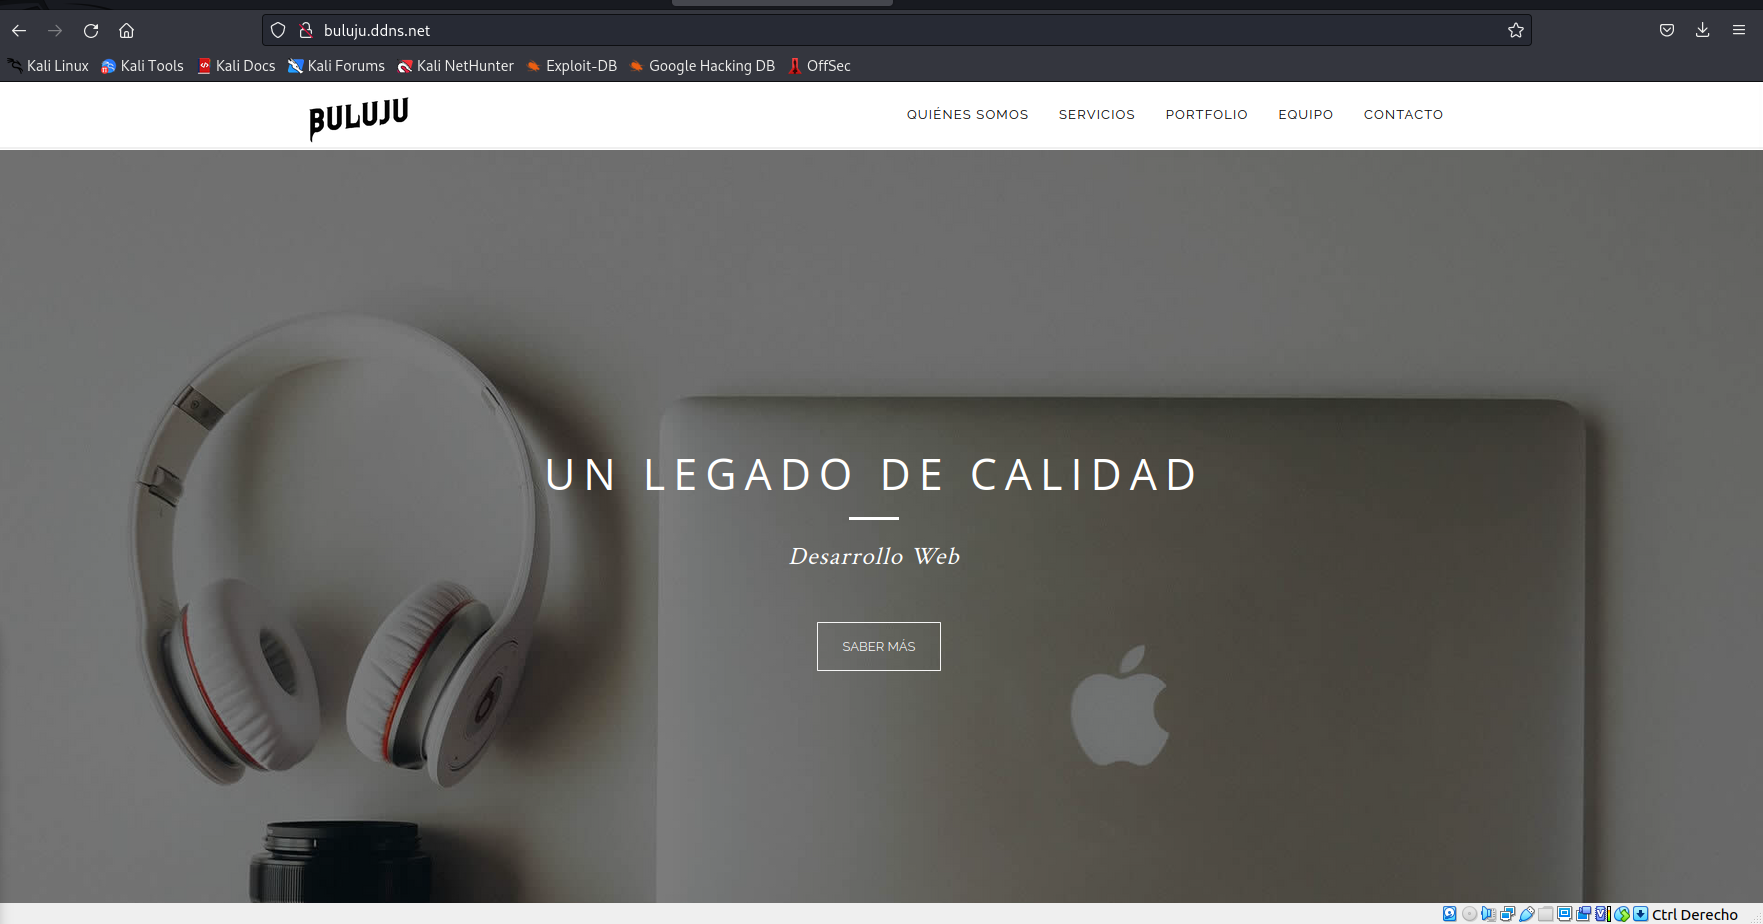 buluju.ddns.net
Kali Linux Kali Tools Kali Docs Kali Forums Kali NetHunter Exploit-DB Google Hacking DB OffSec
BULUJU
QUIÉNES SOMOS SERVICIOS PORTFOLIO EQUIPO CONTACTO
UN LEGADO DE CALIDAD
Desarrollo Web
SABER MÁS
Ctrl Derecho